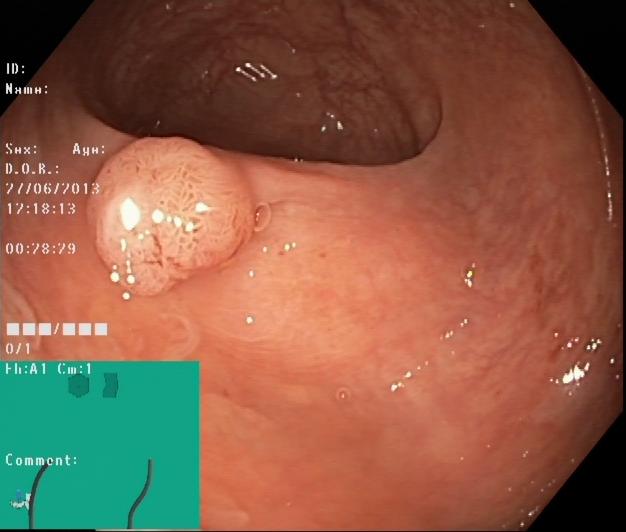 ID:
Name:
Sex: Age:
D.O.B.:
27/06/2013
12:18:13
00:28:29
■■■/■■■
0/1
Eh:A1 Cm:1
Comment: